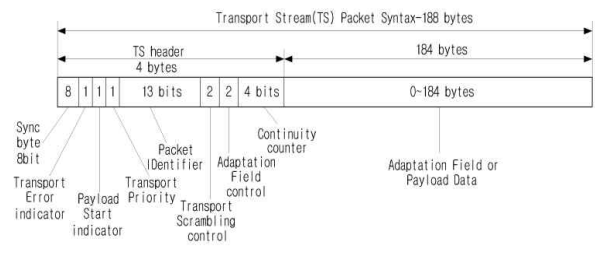 Transport Stream(TS) Packet Syntax-188 bytes
TS header
4 bytes
184 bytes
8 1 1 1 13 bits 2 2 4 bits 0~184 bytes
Sync
byte
8bit
Transport
Error
indicator
Payload
Start
indicator
Transport
Priority
Packet
IDentifier
Transport
Scrambling
control
Adaptation
Field
control
Continuity
counter
Adaptation Field or
Payload Data